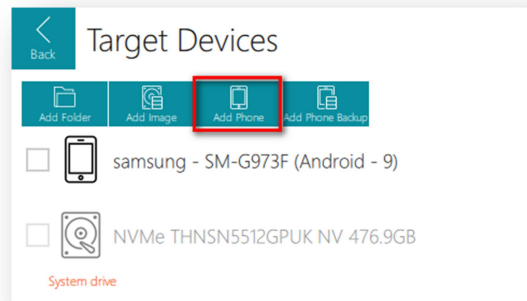 Back
Target Devices
Add Folder
Add Image
Add Phone
Add Phone Backup
samsung - SM-G973F (Android - 9)
NVMe THNSN5512GPUK NV 476.9GB
System drive